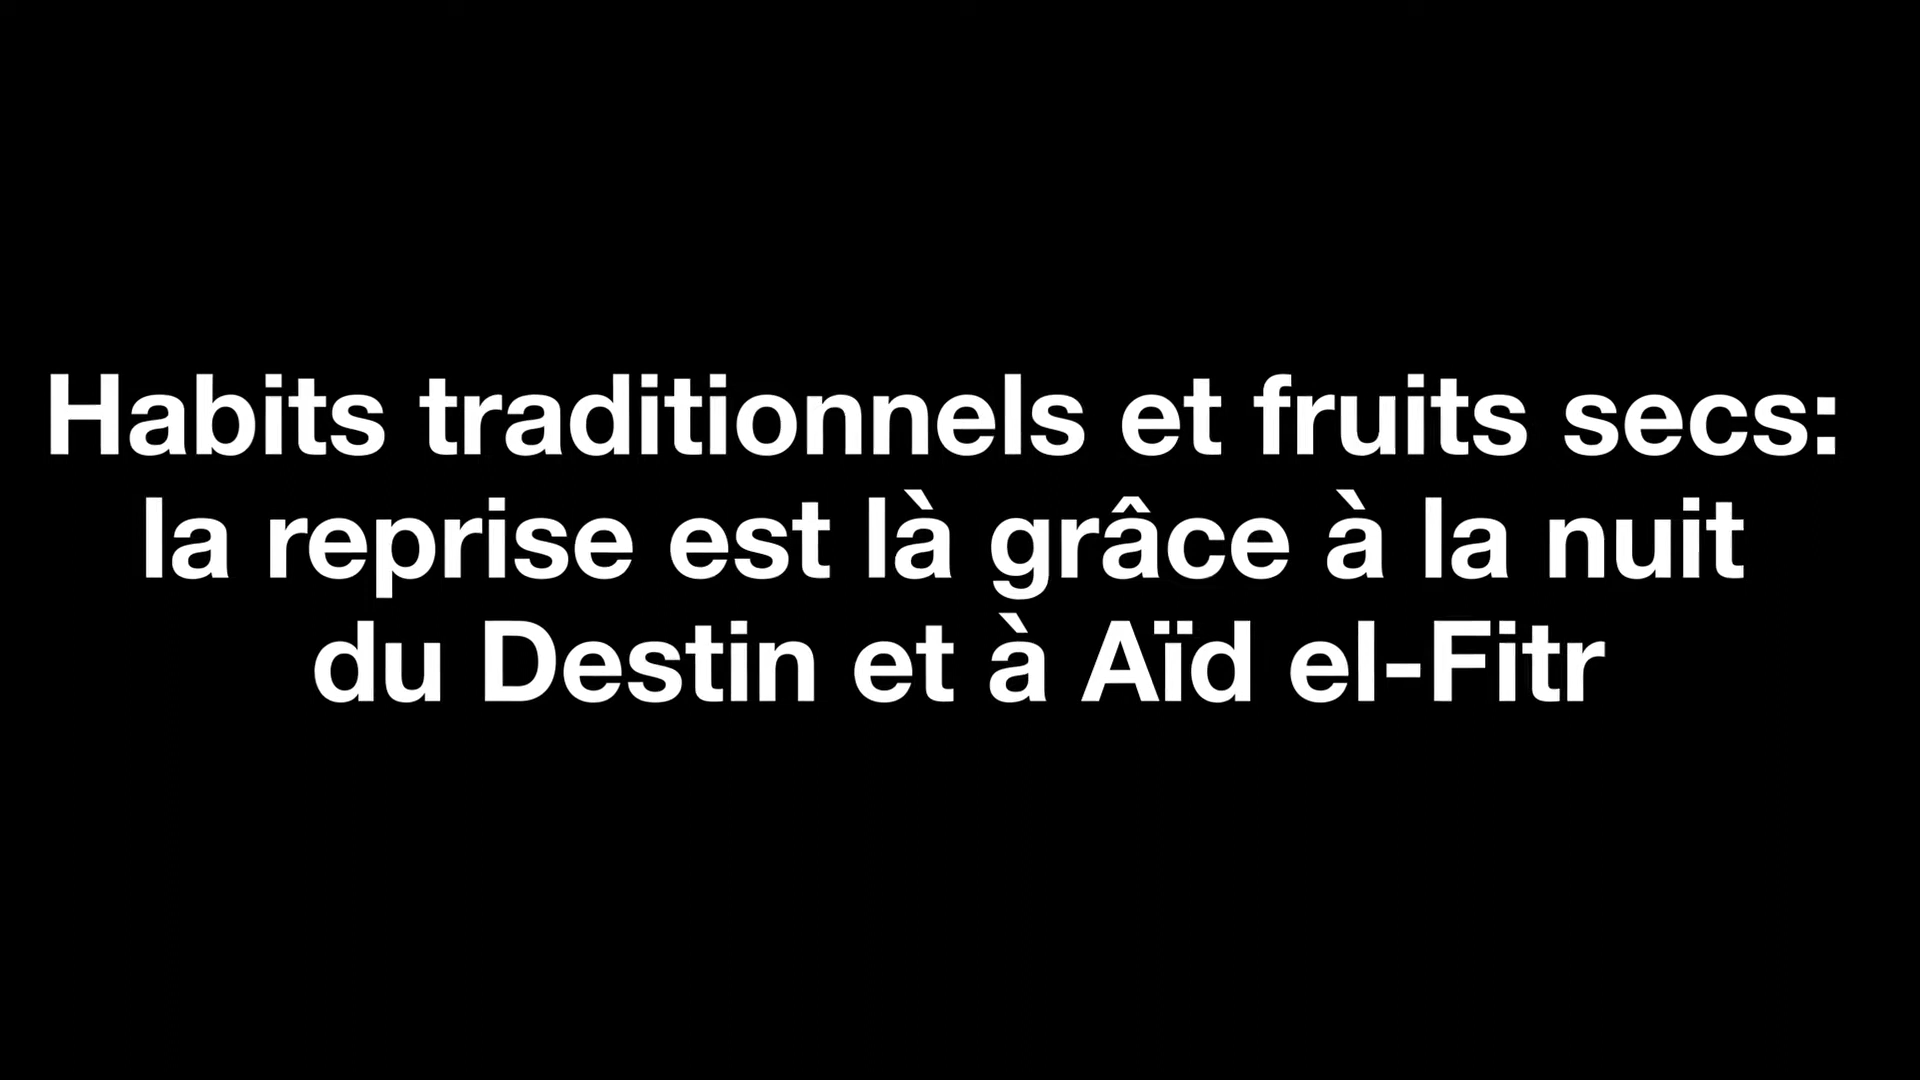 Habits traditionnels et fruits secs:
la reprise est là grâce à la nuit
du Destin et à Aïd el-Fitr